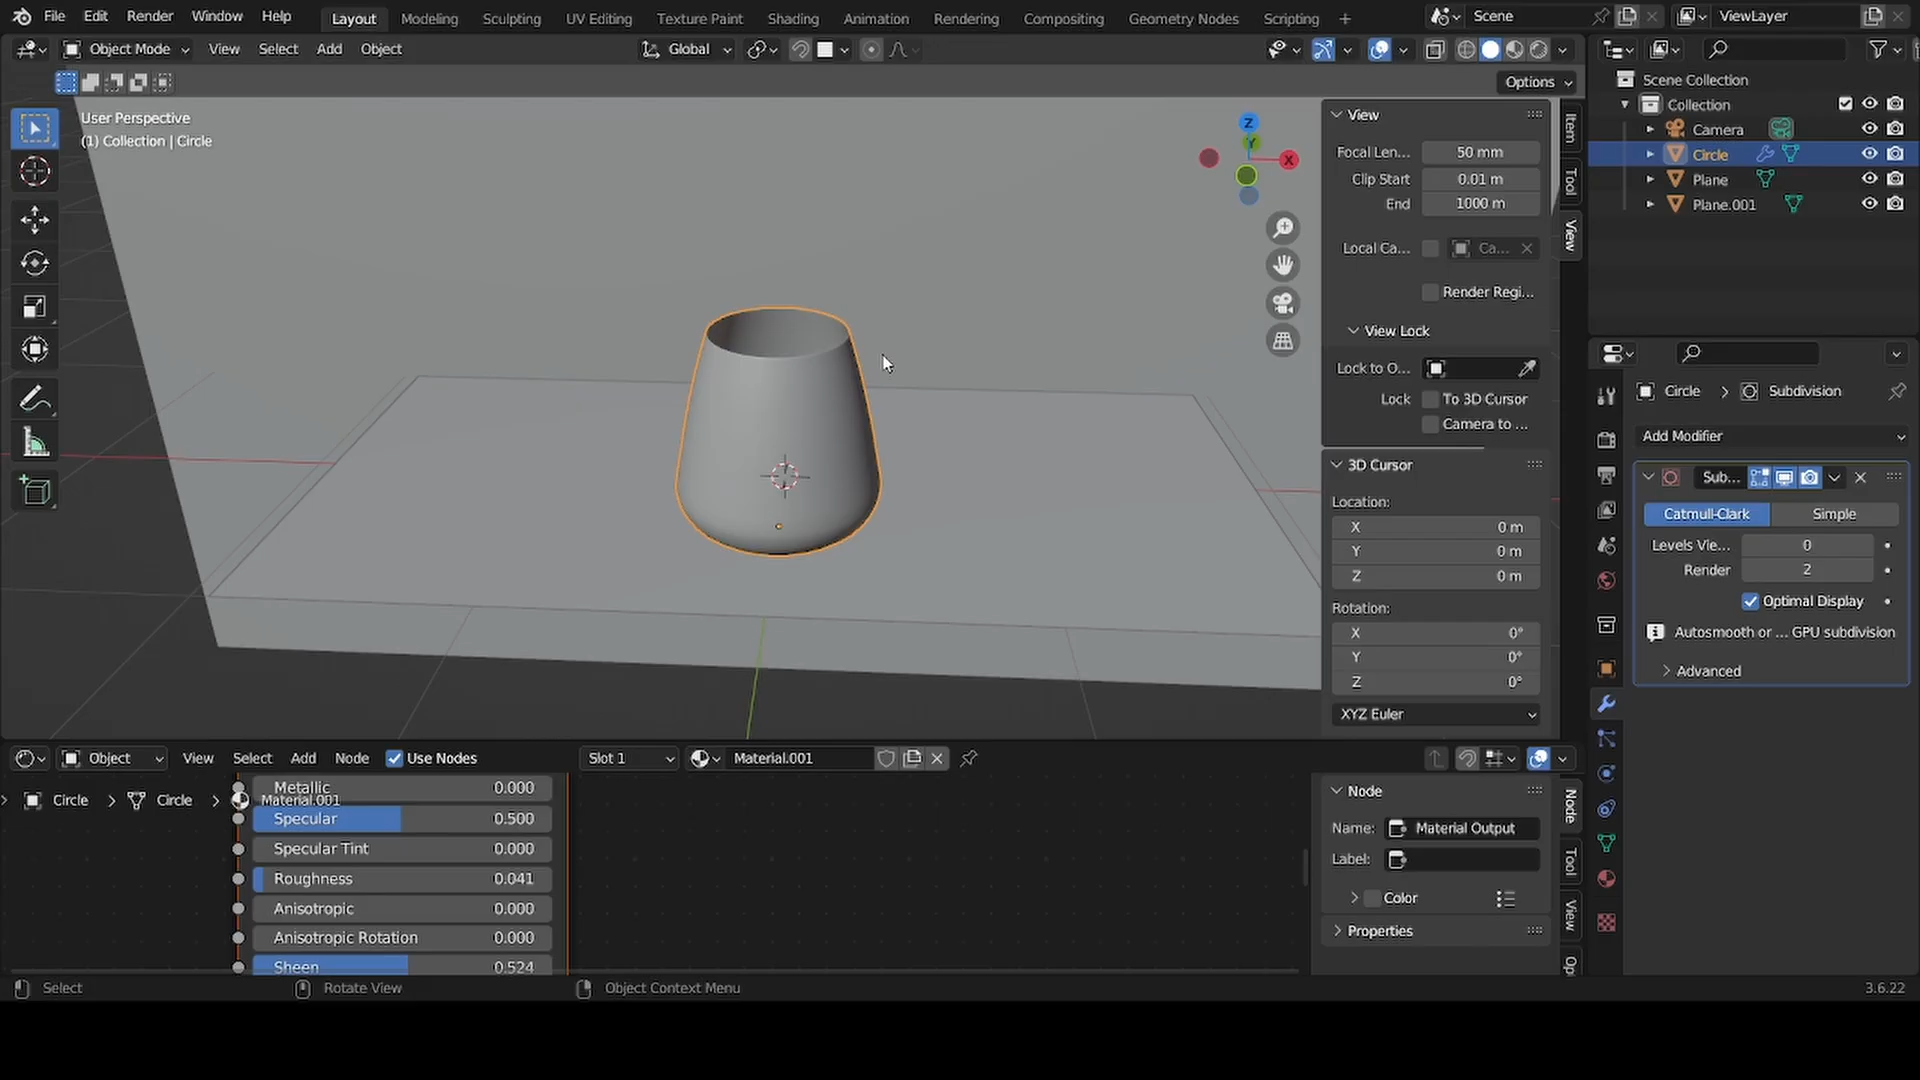 File Edit Render Window Help Layout Modeling Sculpting UV Editing Texture Paint Shading Animation Rendering Compositing Geometry Nodes Scripting + Scene ViewLayer
Object Mode View Select Add Object Global
Options
User Perspective
(1) Collection | Circle
Z
Y
X
View
Focal Len... 50 mm
Clip Start 0.01 m
End 1000 m
Local Ca... Ca...
Render Regi...
View Lock
Lock to O...
Lock To 3D Cursor
Camera to ...
3D Cursor
Location:
X 0 m
Y 0 m
Z 0 m
Rotation:
X 0°
Y 0°
Z 0°
XYZ Euler
Item
Tool
View
Scene Collection
Collection
Camera
Circle
Plane
Plane.001
Circle > Subdivision
Add Modifier
Sub...
Catmull-Clark Simple
Levels Vie... 0
Render 2
Optimal Display
Autosmooth or ... GPU subdivision
Advanced
Object View Select Add Node Use Nodes Slot 1 Material.001
Circle > Circle > Material.001
Metallic 0.000
Specular 0.500
Specular Tint 0.000
Roughness 0.041
Anisotropic 0.000
Anisotropic Rotation 0.000
Sheen 0.524
Node
Name: Material Output
Label:
Color
Properties
Node
Tool
View
Op
Select Rotate View Object Context Menu 3.6.22